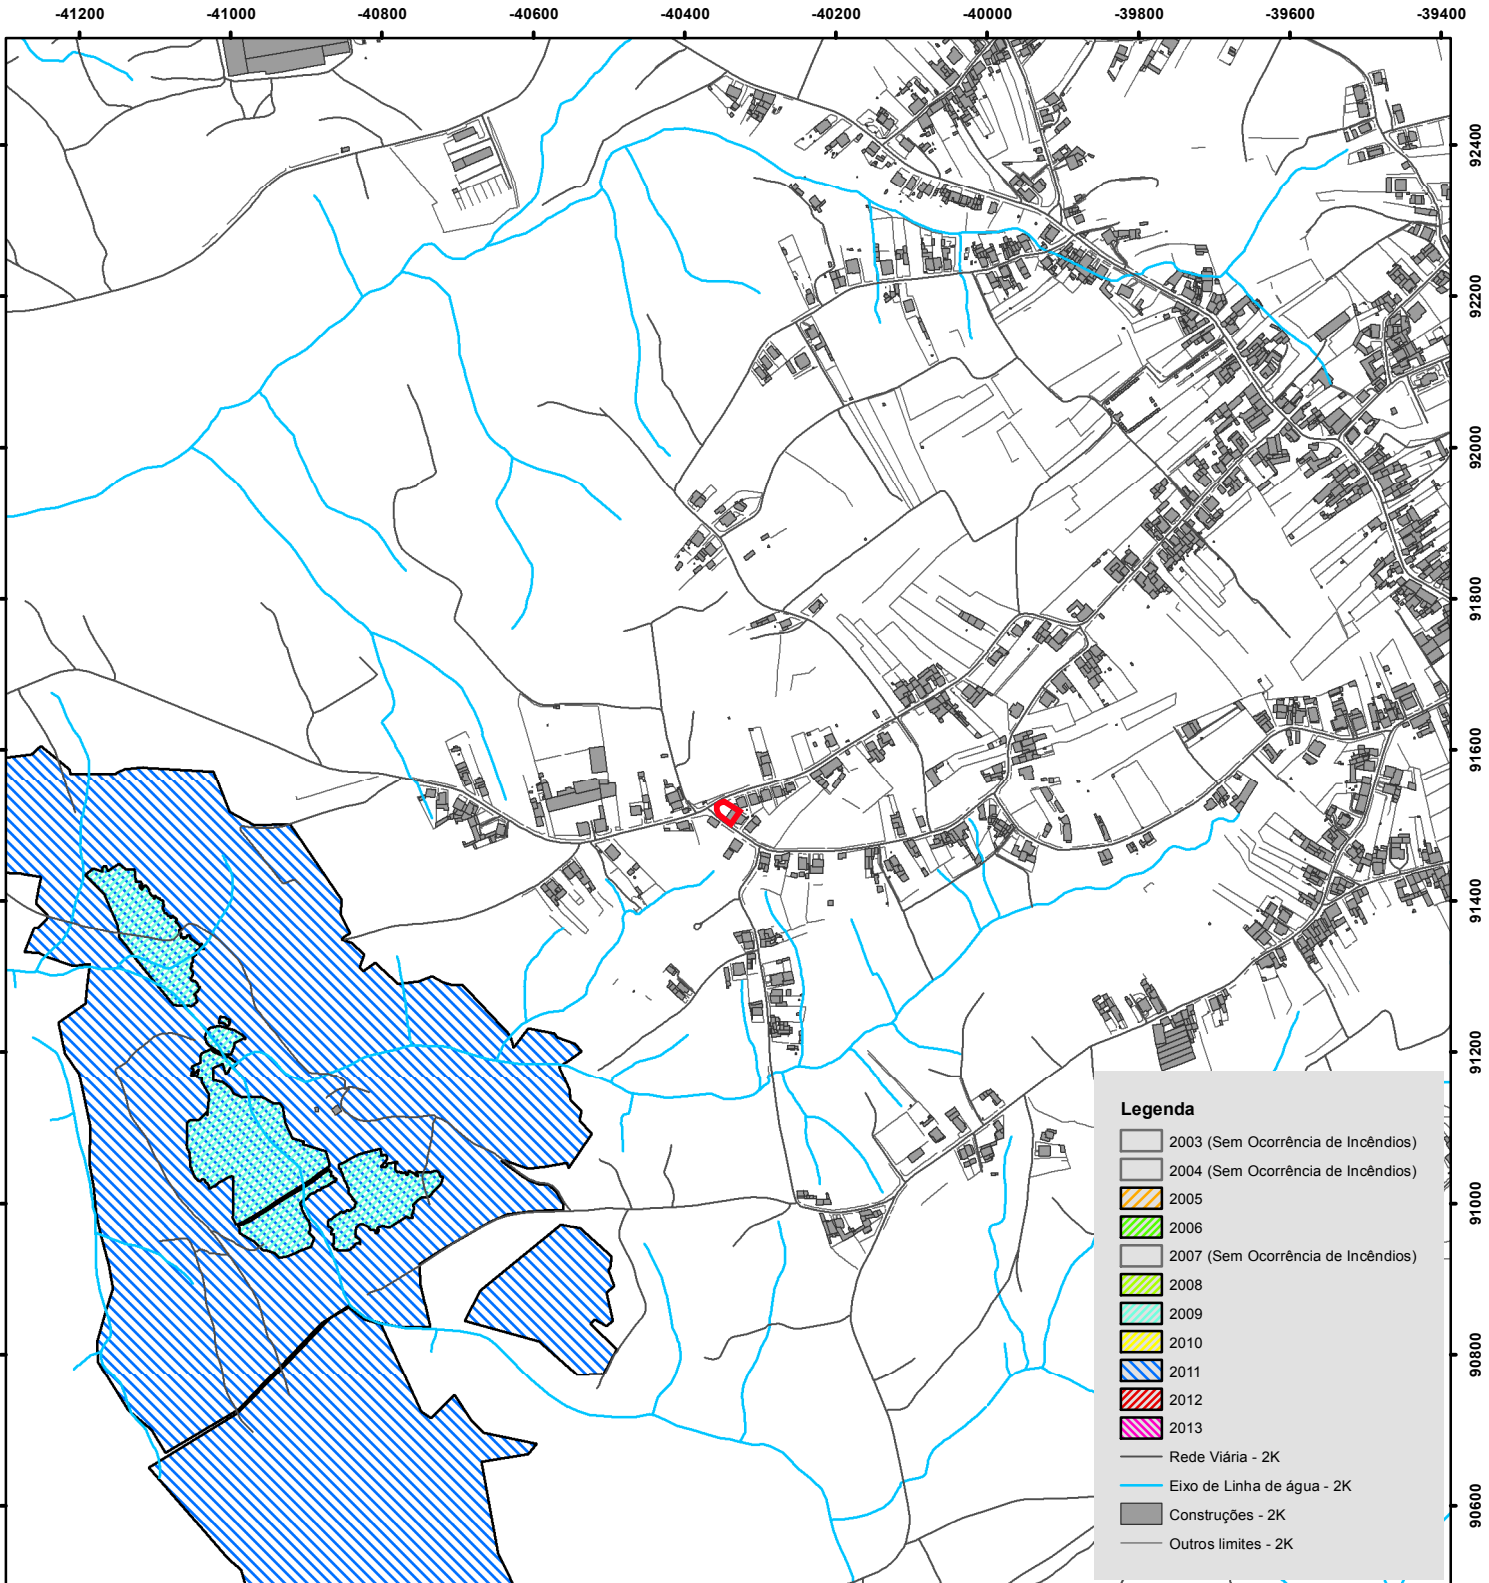 -41200 -41000 -40800 -40600 -40400 -40200 -40000 -39800 -39600 -39400
92400
92200
92000
91800
91600
91400
91200
91000
90800
90600
Legenda
2003 (Sem Ocorrência de Incêndios)
2004 (Sem Ocorrência de Incêndios)
2005
2006
2007 (Sem Ocorrência de Incêndios)
2008
2009
2010
2011
2012
2013
Rede Viária - 2K
Eixo de Linha de água - 2K
Construções - 2K
Outros limites - 2K